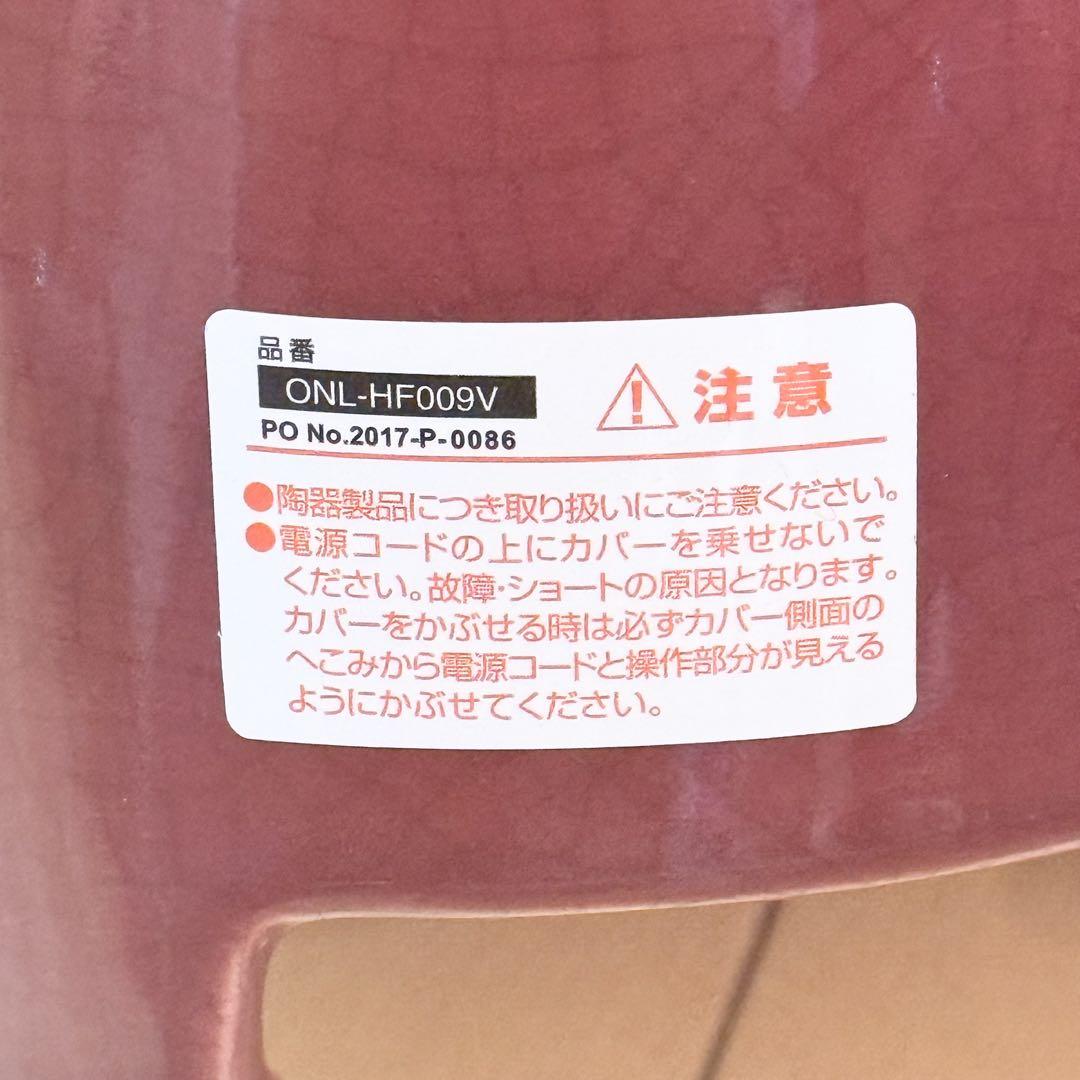 品番
ONL-HF009V
PO No.2017-P-0086
注意
●陶器製品につき取り扱いにご注意ください。
●電源コードの上にカバーを乗せないで
ください。故障・ショートの原因となります。
カバーをかぶせる時は必ずカバー側面の
へこみから電源コードと操作部分が見える
ようにかぶせてください。